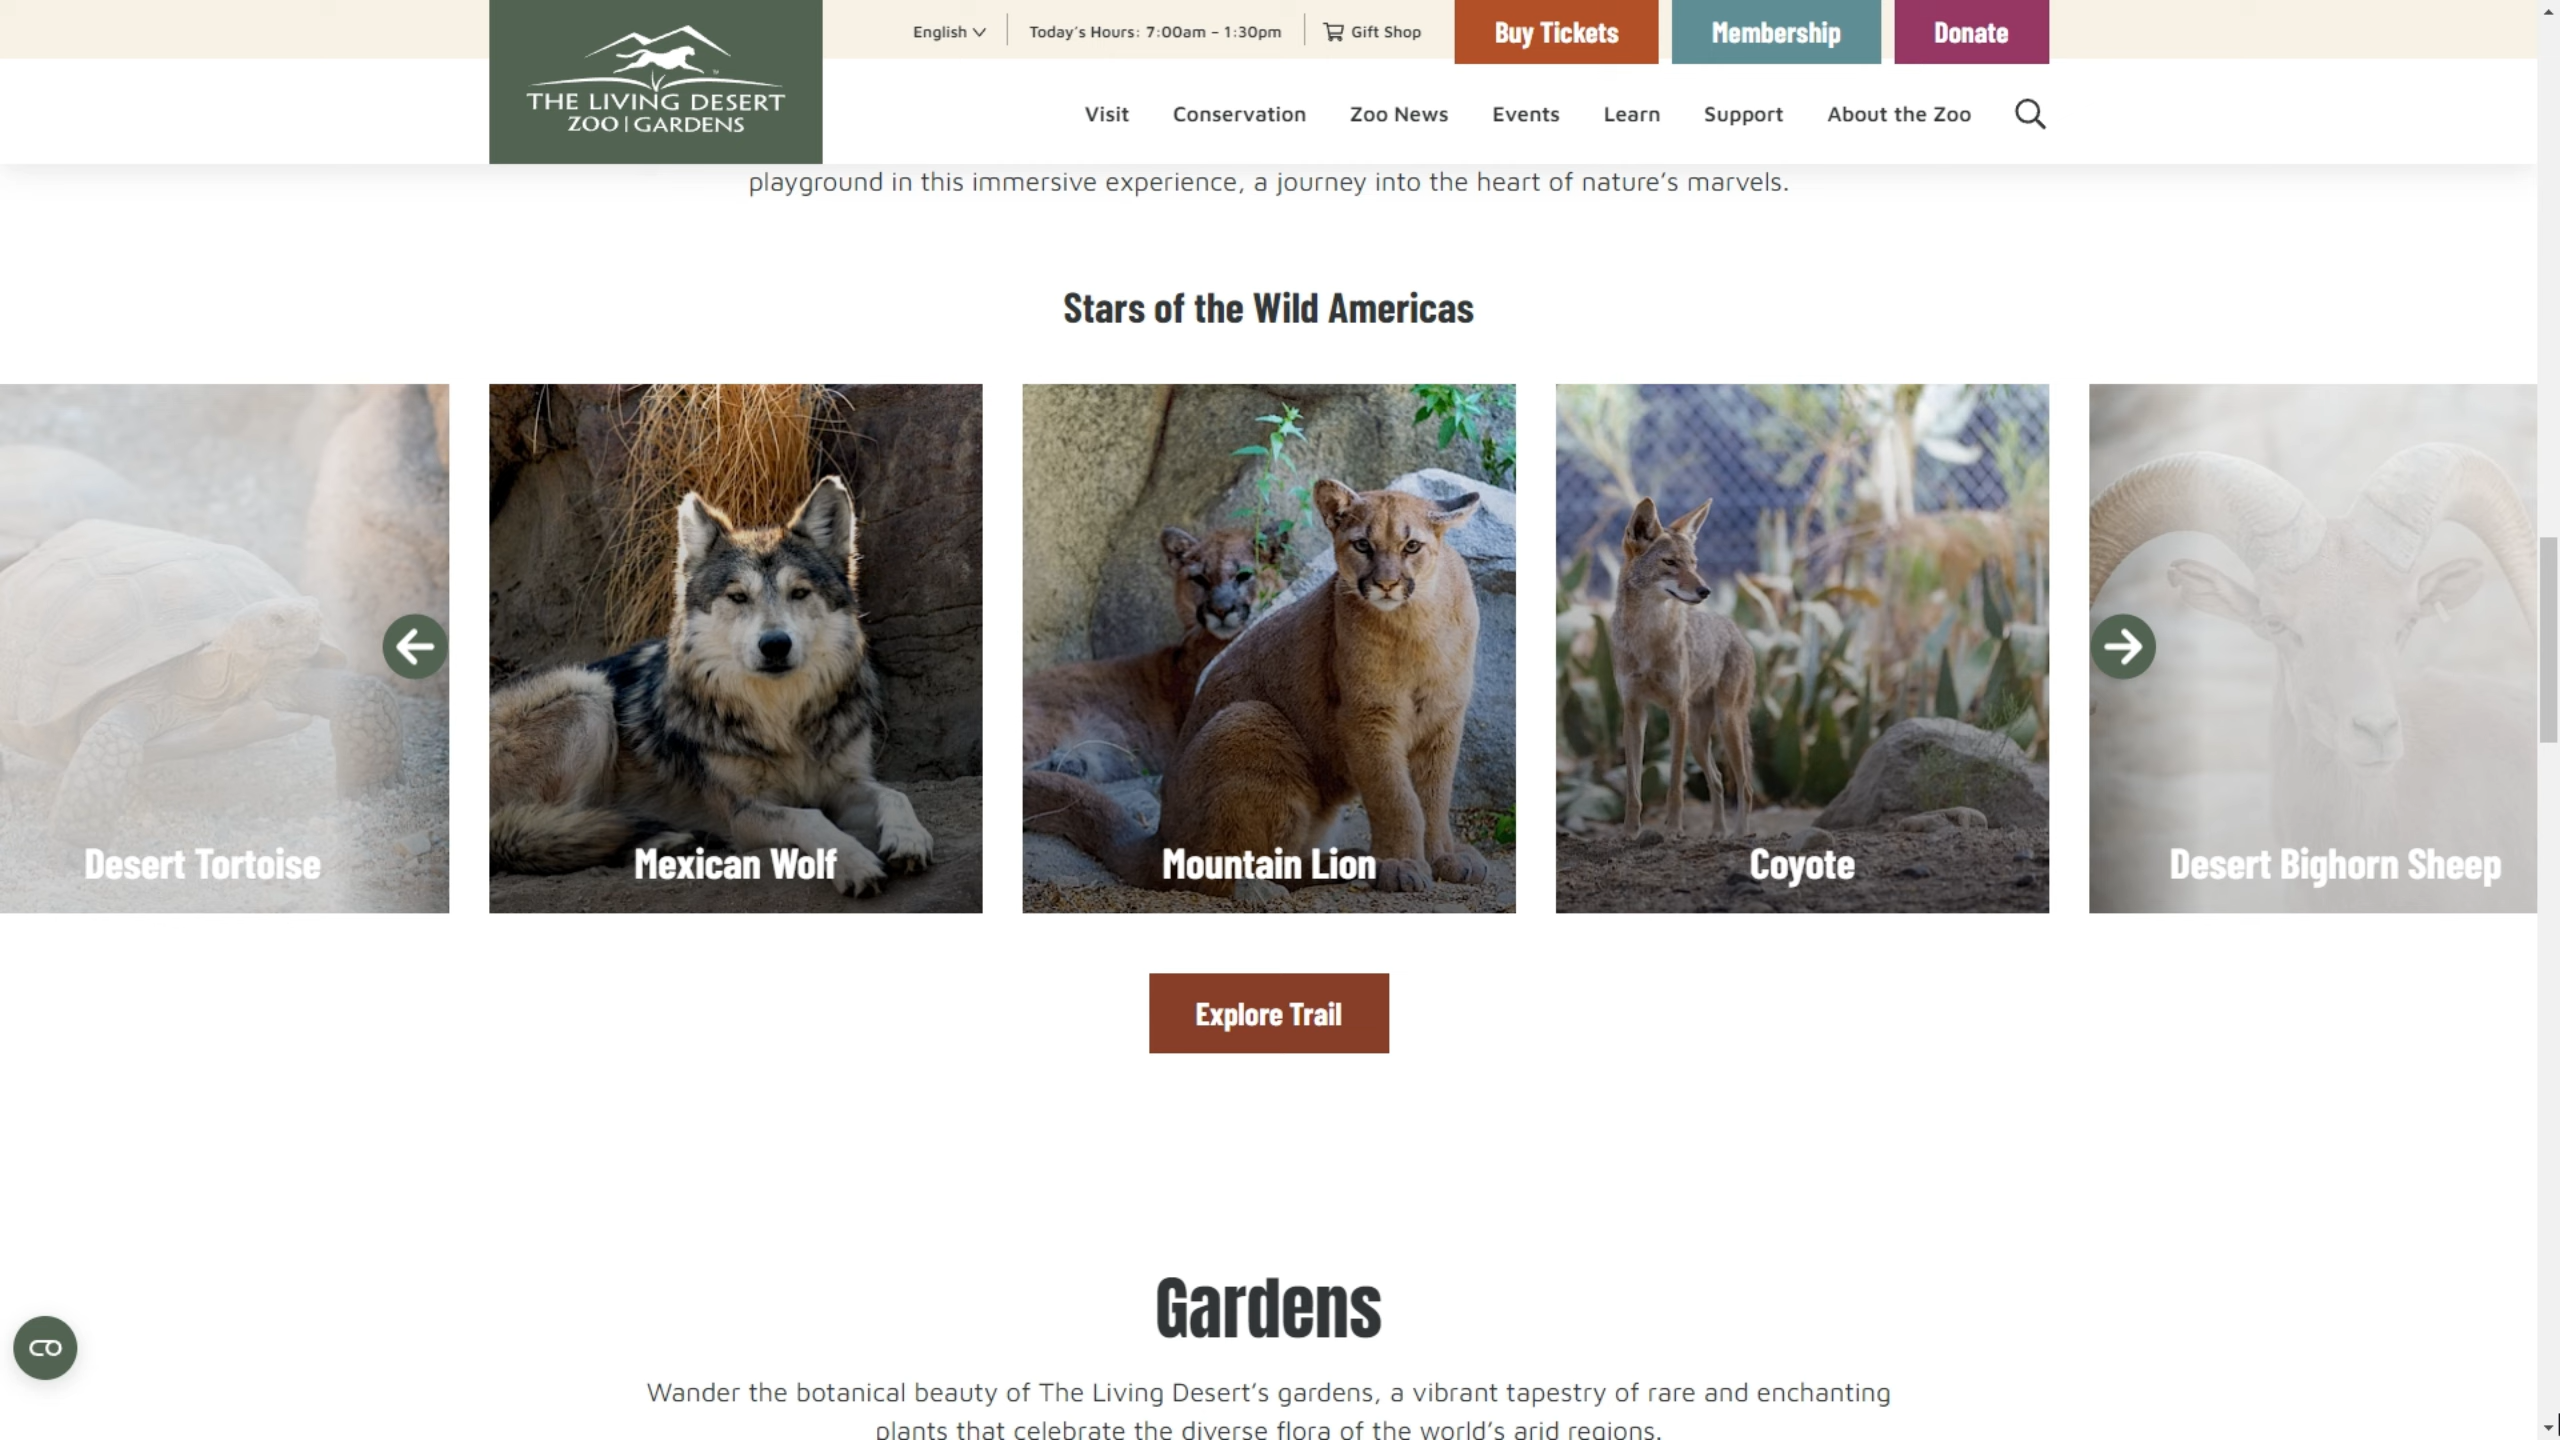 THE LIVING DESERT
ZOO | GARDENS
English
Today's Hours: 7:00am – 1:30pm
Gift Shop
Buy Tickets
Membership
Donate
Visit
Conservation
Zoo News
Events
Learn
Support
About the Zoo
playground in this immersive experience, a journey into the heart of nature's marvels.
Stars of the Wild Americas
Desert Tortoise
Mexican Wolf
Mountain Lion
Coyote
Desert Bighorn Sheep
Explore Trail
Gardens
Wander the botanical beauty of The Living Desert's gardens, a vibrant tapestry of rare and enchanting
plants that celebrate the diverse flora of the world's arid regions.